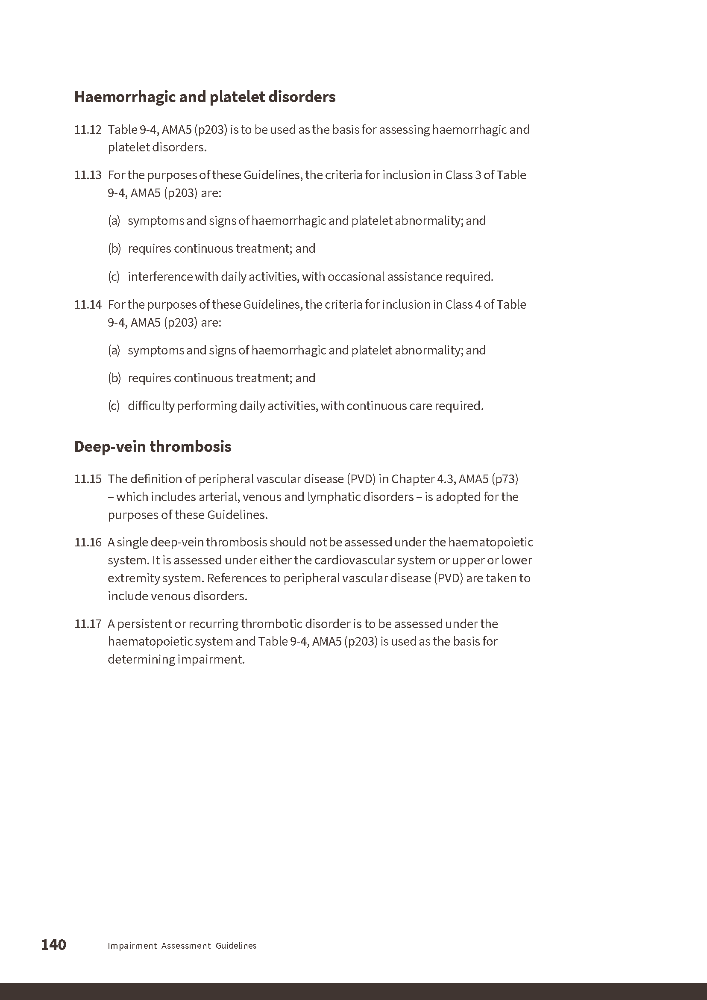 Haemorrhagic and platelet disorders
11.12 Table 9-4, AMA5 (p203) is to be used as the basis for assessing haemorrhagic and
platelet disorders.
11.13 For the purposes of these Guidelines, the criteria for inclusion in Class 3 of Table
9-4, AMA5 (p203) are:
(a) symptoms and signs of haemorrhagic and platelet abnormality; and
(b) requires continuous treatment; and
(c) interference with daily activities, with occasional assistance required.
11.14 For the purposes of these Guidelines, the criteria for inclusion in Class 4 of Table
9-4, AMA5 (p203) are:
(a) symptoms and signs of haemorrhagic and platelet abnormality; and
(b) requires continuous treatment; and
(c) difficulty performing daily activities, with continuous care required.
Deep-vein thrombosis
11.15 The definition of peripheral vascular disease (PVD) in Chapter 4.3, AMA5 (p73)
– which includes arterial, venous and lymphatic disorders – is adopted for the
purposes of these Guidelines.
11.16 A single deep-vein thrombosis should not be assessed under the haematopoietic
system. It is assessed under either the cardiovascular system or upper or lower
extremity system. References to peripheral vascular disease (PVD) are taken to
include venous disorders.
11.17 A persistent or recurring thrombotic disorder is to be assessed under the
haematopoietic system and Table 9-4, AMA5 (p203) is used as the basis for
determining impairment.
140 Impairment Assessment Guidelines